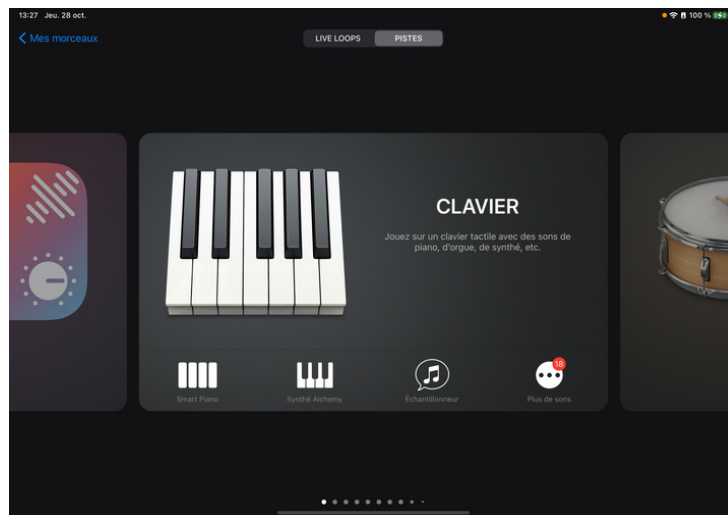 13:27 Jeu. 28 oct.
100 %
Mes morceaux
LIVE LOOPS
PISTES
CLAVIER
Jouez sur un clavier tactile avec des sons de
piano, d'orgue, de synthé, etc.
18
Smart Piano
Synthé Alchemy
Échantillonneur
Plus de sons